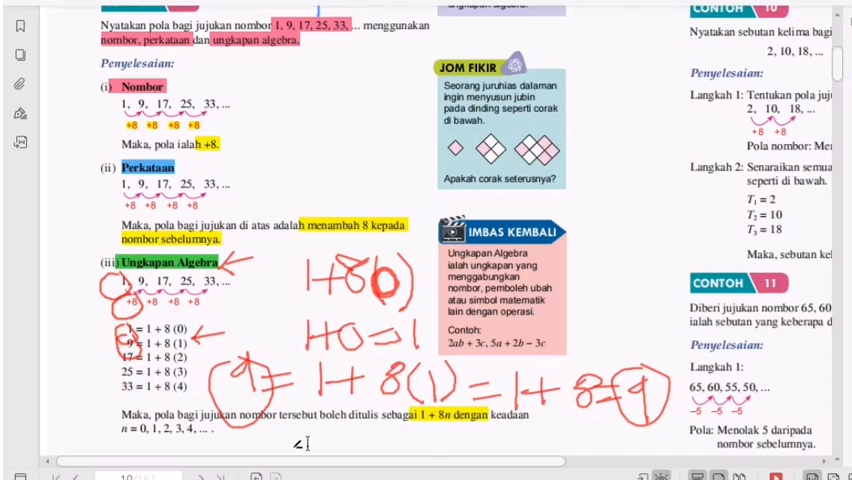 Nyatakan pola bagi jujukan nombor 1, 9, 17, 25, 33, ... menggunakan
nombor, perkataan dan ungkapan algebra.
Penyelesaian:
(i) Nombor
1, 9, 17, 25, 33, ...
+8 +8 +8 +8
Maka, pola ialah +8.
(ii) Perkataan
1, 9, 17, 25, 33, ...
+8 +8 +8 +8
Maka, pola bagi jujukan di atas adalah menambah 8 kepada
nombor sebelumnya.
(iii) Ungkapan Algebra
1, 9, 17, 25, 33, ...
+8 +8 +8 +8
1 = 1 + 8 (0)
9 = 1 + 8 (1)
17 = 1 + 8 (2)
25 = 1 + 8 (3)
33 = 1 + 8 (4)
1+8(0)
1+0=1
9 = 1 + 8(1) = 1 + 8 = 9
Maka, pola bagi jujukan nombor tersebut boleh ditulis sebagai 1 + 8n dengan keadaan
n = 0, 1, 2, 3, 4, ... .
JOM FIKIR
Seorang juruhias dalaman
ingin menyusun jubin
pada dinding seperti corak
di bawah.
Apakah corak seterusnya?
IMBAS KEMBALI
Ungkapan Algebra
ialah ungkapan yang
menggabungkan
nombor, pemboleh ubah
atau simbol matematik
lain dengan operasi.
Contoh:
2ab + 3c, 5a + 2b – 3c
CONTOH 10
Nyatakan sebutan kelima bagi
2, 10, 18, ...
Penyelesaian:
Langkah 1: Tentukan pola juj
2, 10, 18, ...
+8 +8
Pola nombor: Me
Langkah 2: Senaraikan semua
seperti di bawah.
T₁ = 2
T₂ = 10
T₃ = 18
Maka, sebutan kel
CONTOH 11
Diberi jujukan nombor 65, 60
ialah sebutan yang keberapa d
Penyelesaian:
Langkah 1:
65, 60, 55, 50, ...
–5 –5 –5
Pola: Menolak 5 daripada
nombor sebelumnya.